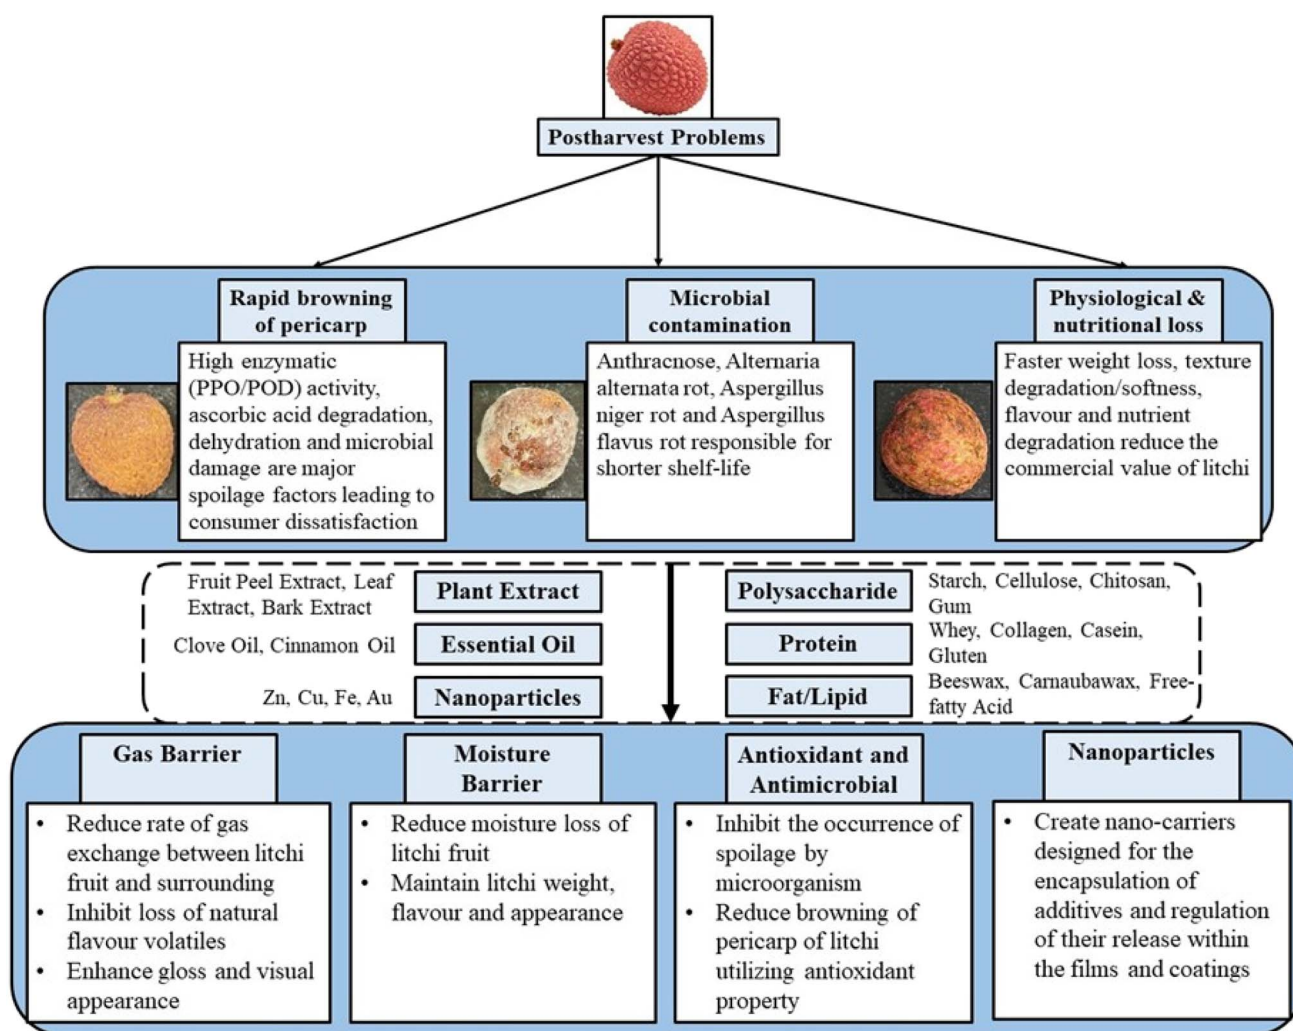 Postharvest Problems
Rapid browning
of pericarp
High enzymatic
(PPO/POD) activity,
ascorbic acid degradation,
dehydration and microbial
damage are major
spoilage factors leading to
consumer dissatisfaction
Microbial
contamination
Anthracnose, Alternaria
alternata rot, Aspergillus
niger rot and Aspergillus
flavus rot responsible for
shorter shelf-life
Physiological &
nutritional loss
Faster weight loss, texture
degradation/softness,
flavour and nutrient
degradation reduce the
commercial value of litchi
Fruit Peel Extract, Leaf
Extract, Bark Extract
Plant Extract
Clove Oil, Cinnamon Oil
Essential Oil
Zn, Cu, Fe, Au
Nanoparticles
Polysaccharide
Starch, Cellulose, Chitosan,
Gum
Protein
Whey, Collagen, Casein,
Gluten
Fat/Lipid
Beeswax, Carnaubawax, Free-
fatty Acid
Gas Barrier
• Reduce rate of gas
exchange between litchi
fruit and surrounding
• Inhibit loss of natural
flavour volatiles
• Enhance gloss and visual
appearance
Moisture
Barrier
• Reduce moisture loss of
litchi fruit
• Maintain litchi weight,
flavour and appearance
Antioxidant and
Antimicrobial
• Inhibit the occurrence of
spoilage by
microorganism
• Reduce browning of
pericarp of litchi
utilizing antioxidant
property
Nanoparticles
• Create nano-carriers
designed for the
encapsulation of
additives and regulation
of their release within
the films and coatings